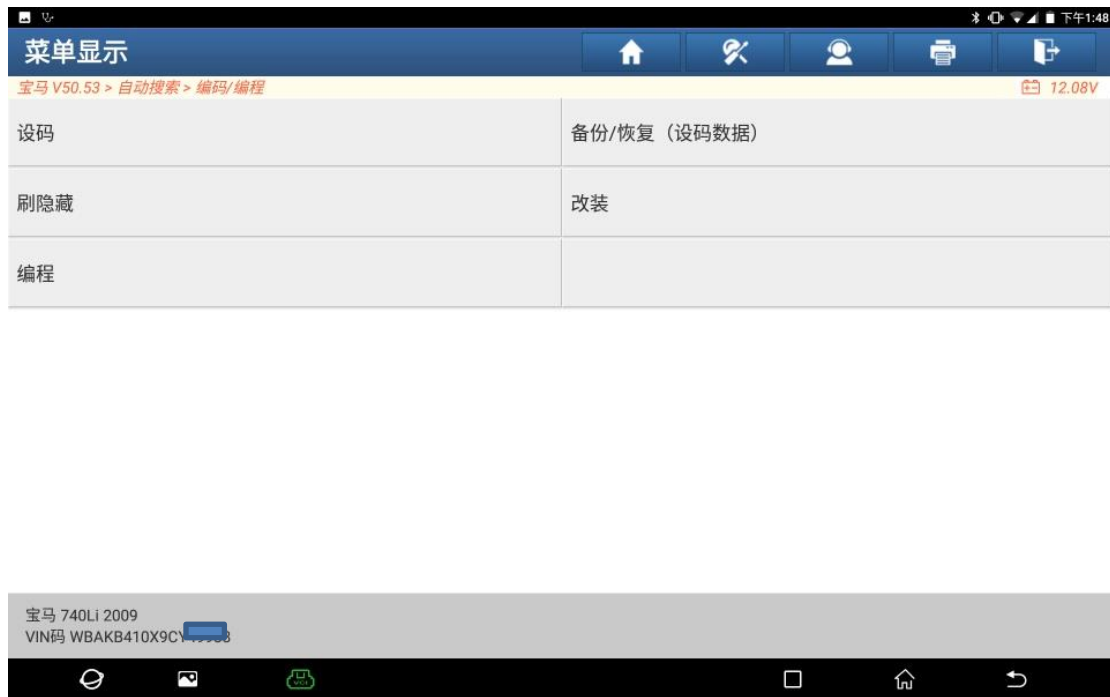 下午1:48
菜单显示
宝马 V50.53 > 自动搜索 > 编码/编程
12.08V
设码
备份/恢复（设码数据）
刷隐藏
改装
编程
宝马 740Li 2009
VIN码 WBAKB410X9CY
VCI